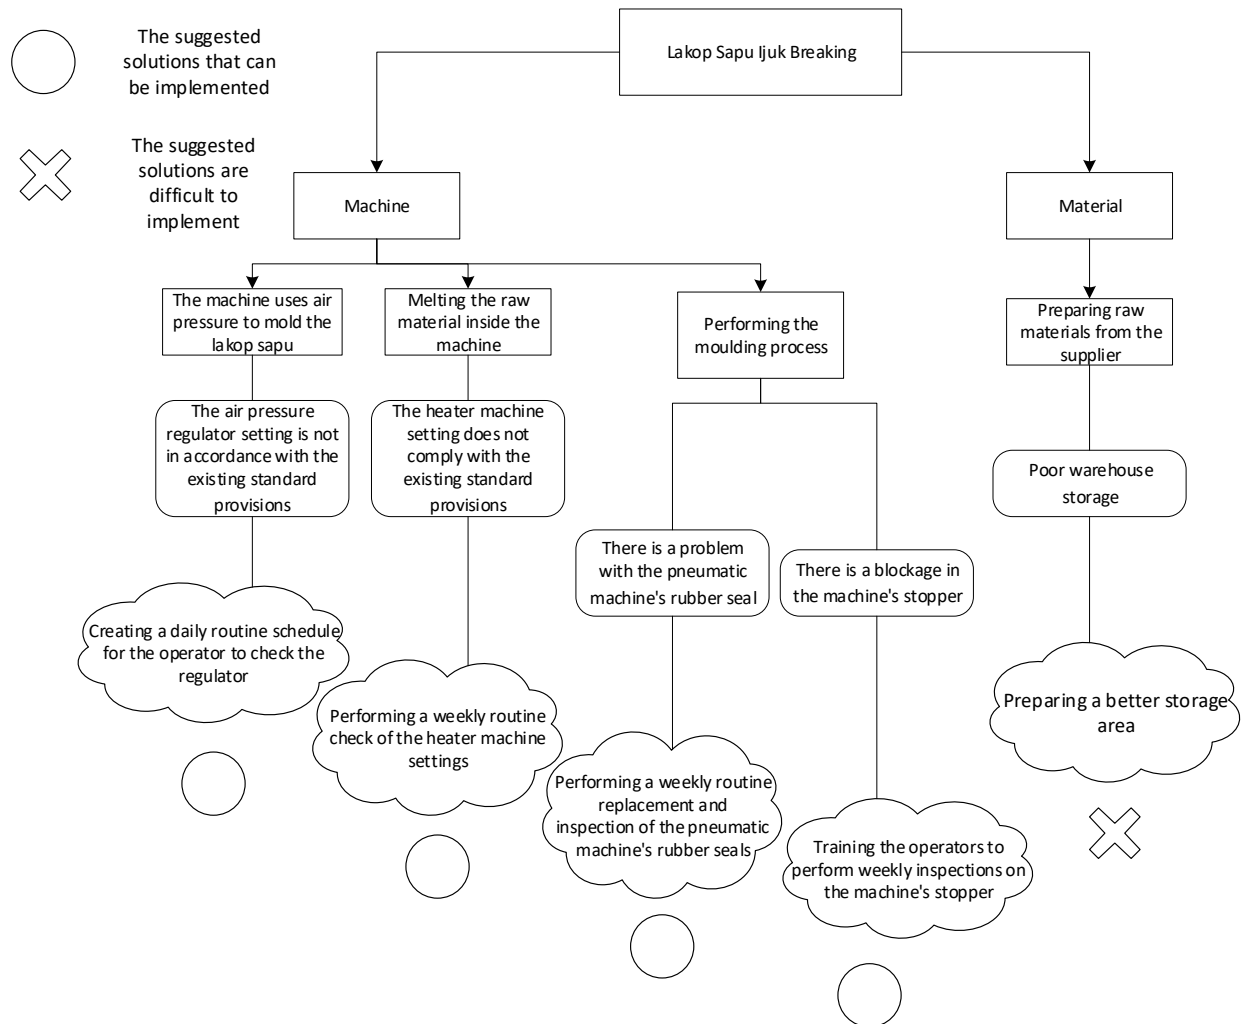 The suggested
solutions that can
be implemented
The suggested
solutions are
difficult to
implement
Lakop Sapu Ijuk Breaking
Machine
Material
The machine uses air
pressure to mold the
lakop sapu
Melting the raw
material inside the
machine
Performing the
moulding process
Preparing raw
materials from the
supplier
The air pressure
regulator setting is not
in accordance with the
existing standard
provisions
The heater machine
setting does not
comply with the
existing standard
provisions
Poor warehouse
storage
There is a problem
with the pneumatic
machine's rubber seal
There is a blockage in
the machine's stopper
Creating a daily routine schedule
for the operator to check the
regulator
Performing a weekly routine
check of the heater machine
settings
Performing a weekly routine
replacement and
inspection of the pneumatic
machine's rubber seals
Training the operators to
perform weekly inspections on
the machine's stopper
Preparing a better storage
area